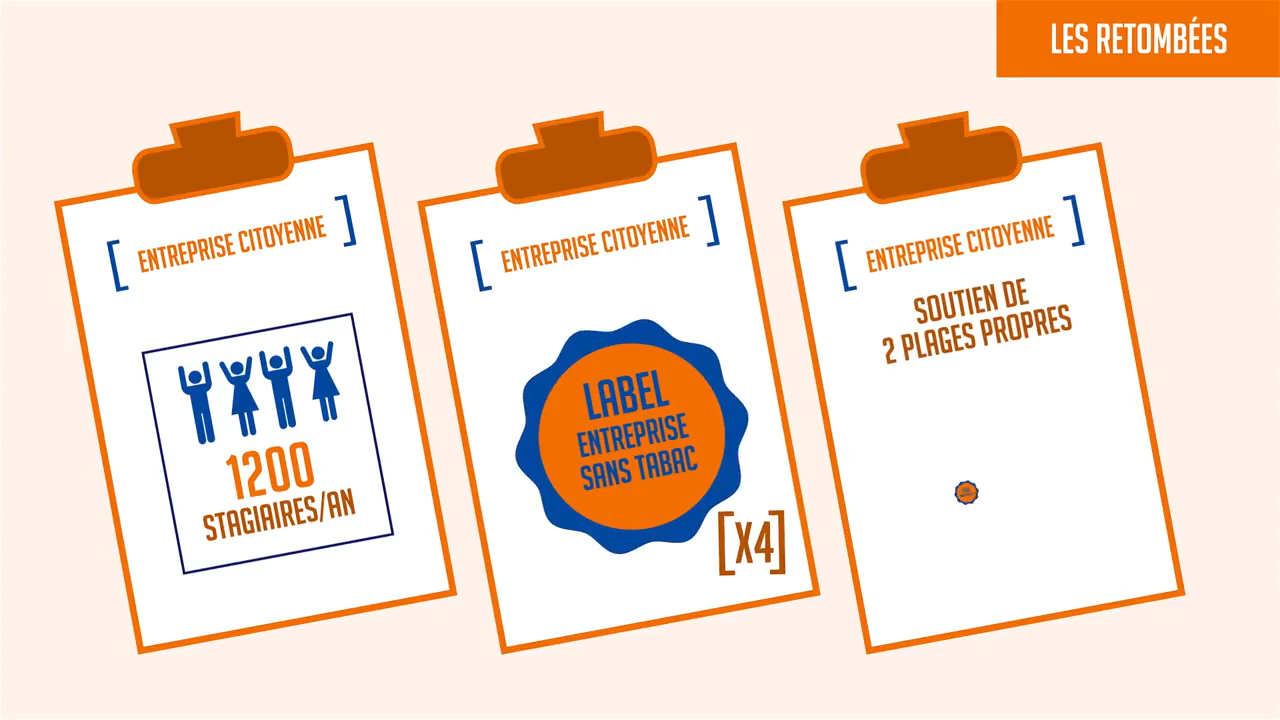 LES RETOMBÉES
[ ENTREPRISE CITOYENNE ]
1200
STAGIAIRES/AN
[ ENTREPRISE CITOYENNE ]
LABEL
ENTREPRISE
SANS TABAC
[X4]
[ ENTREPRISE CITOYENNE ]
SOUTIEN DE
2 PLAGES PROPRES